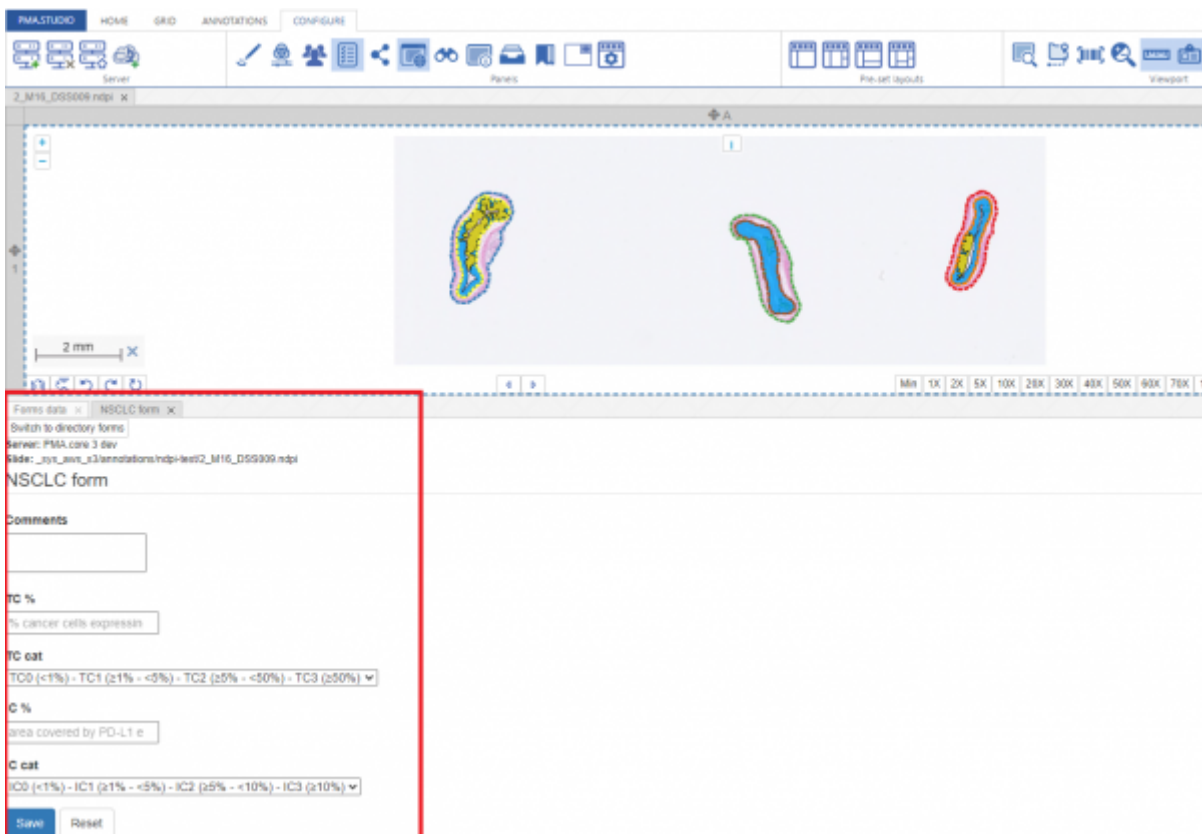 PMA.STUDIO HOME GRID ANNOTATIONS CONFIGURE
Server Panels Pre-set layouts Viewport
2_M16_DSS009.ndpi x
A
+
−
1
2 mm
Min 1X 2X 5X 10X 20X 30X 40X 50X 60X 70X
Forms data x NSCLC form x
Switch to directory forms
Server: PMA.core 3 dev
Slide: _sys_aws_s3/annotations/ndpi-test/2_M16_DSS009.ndpi
NSCLC form
Comments
TC %
% cancer cells expressin
TC cat
TC0 (<1%) - TC1 (≥1% - <5%) - TC2 (≥5% - <50%) - TC3 (≥50%)
IC %
area covered by PD-L1 e
IC cat
IC0 (<1%) - IC1 (≥1% - <5%) - IC2 (≥5% - <10%) - IC3 (≥10%)
Save Reset